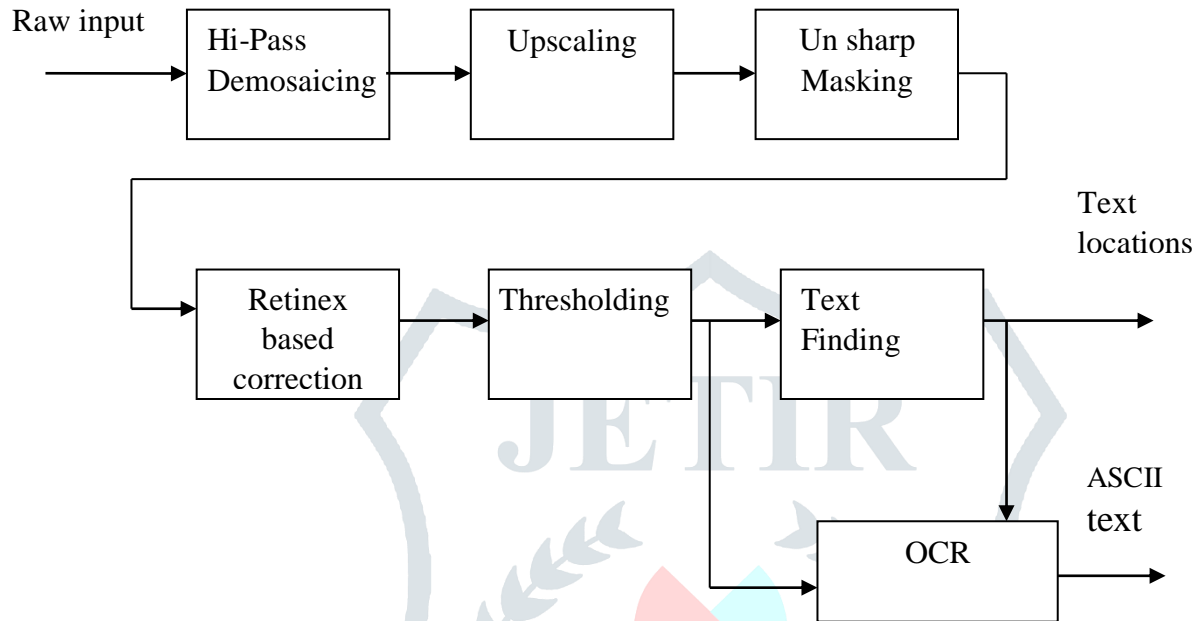 Raw input
Hi-Pass
Demosaicing
Upscaling
Un sharp
Masking
Text
locations
Retinex
based
correction
Thresholding
Text
Finding
JETIR
ASCII
text
OCR